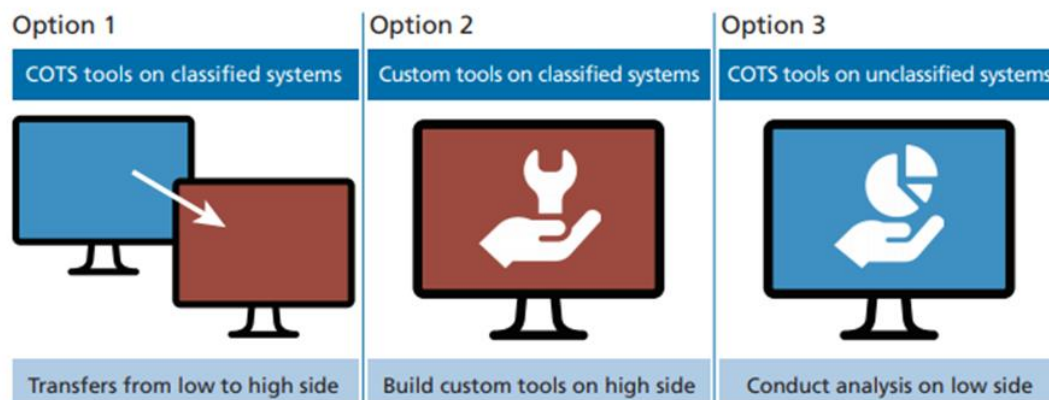 Option 1
COTS tools on classified systems
Transfers from low to high side
Option 2
Custom tools on classified systems
Build custom tools on high side
Option 3
COTS tools on unclassified systems
Conduct analysis on low side